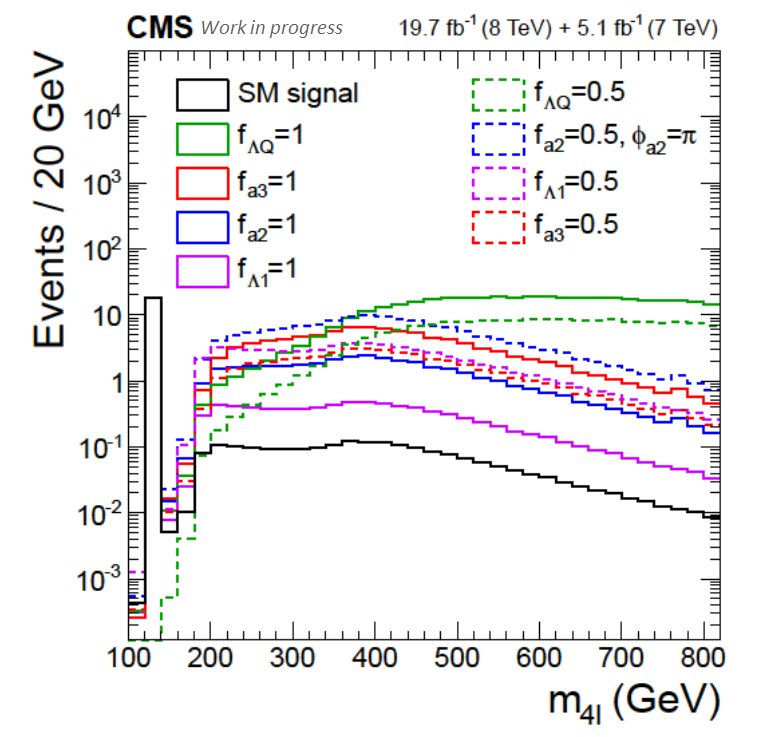 CMS Work in progress 19.7 fb⁻¹ (8 TeV) + 5.1 fb⁻¹ (7 TeV)
Events / 20 GeV
10⁴
10³
10²
10
1
10⁻¹
10⁻²
10⁻³
SM signal
f_ΛQ=1
f_a3=1
f_a2=1
f_Λ1=1
f_ΛQ=0.5
f_a2=0.5, ϕ_a2=π
f_Λ1=0.5
f_a3=0.5
100 200 300 400 500 600 700 800
m_4l (GeV)